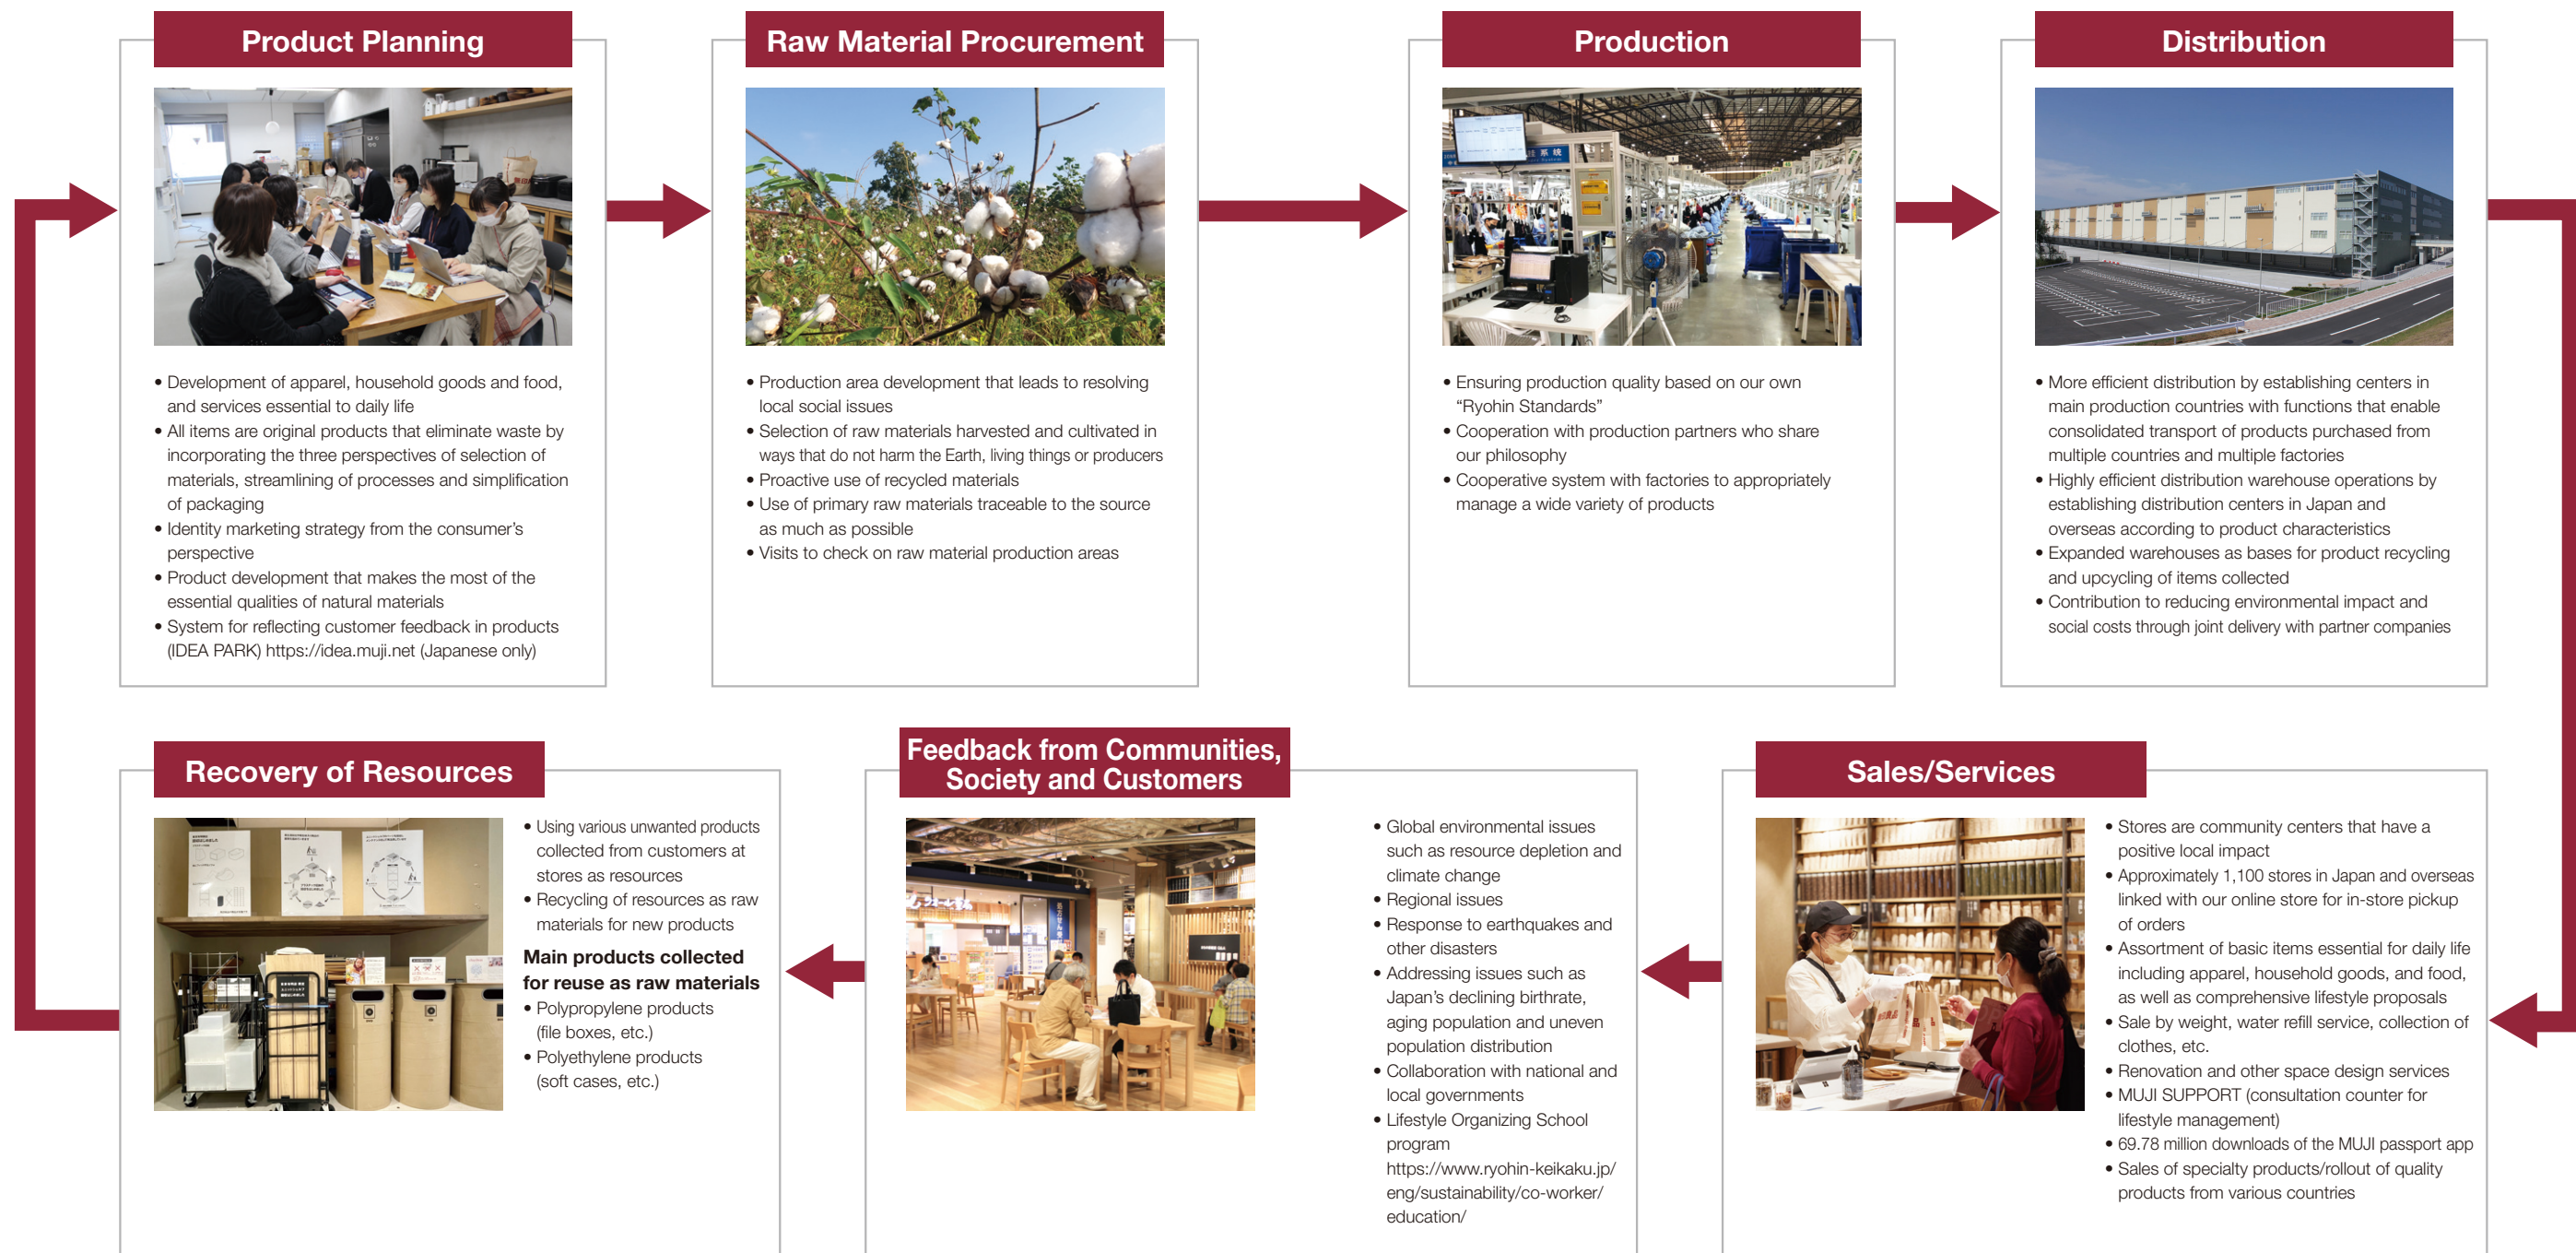 Product Planning
• Development of apparel, household goods and food,
and services essential to daily life
• All items are original products that eliminate waste by
incorporating the three perspectives of selection of
materials, streamlining of processes and simplification
of packaging
• Identity marketing strategy from the consumer's
perspective
• Product development that makes the most of the
essential qualities of natural materials
• System for reflecting customer feedback in products
(IDEA PARK) https://idea.muji.net (Japanese only)
Raw Material Procurement
• Production area development that leads to resolving
local social issues
• Selection of raw materials harvested and cultivated in
ways that do not harm the Earth, living things or producers
• Proactive use of recycled materials
• Use of primary raw materials traceable to the source
as much as possible
• Visits to check on raw material production areas
Production
• Ensuring production quality based on our own
“Ryohin Standards”
• Cooperation with production partners who share
our philosophy
• Cooperative system with factories to appropriately
manage a wide variety of products
Distribution
• More efficient distribution by establishing centers in
main production countries with functions that enable
consolidated transport of products purchased from
multiple countries and multiple factories
• Highly efficient distribution warehouse operations by
establishing distribution centers in Japan and
overseas according to product characteristics
• Expanded warehouses as bases for product recycling
and upcycling of items collected
• Contribution to reducing environmental impact and
social costs through joint delivery with partner companies
Sales/Services
• Stores are community centers that have a
positive local impact
• Approximately 1,100 stores in Japan and overseas
linked with our online store for in-store pickup
of orders
• Assortment of basic items essential for daily life
including apparel, household goods, and food,
as well as comprehensive lifestyle proposals
• Sale by weight, water refill service, collection of
clothes, etc.
• Renovation and other space design services
• MUJI SUPPORT (consultation counter for
lifestyle management)
• 69.78 million downloads of the MUJI passport app
• Sales of specialty products/rollout of quality
products from various countries
Feedback from Communities,
Society and Customers
• Global environmental issues
such as resource depletion and
climate change
• Regional issues
• Response to earthquakes and
other disasters
• Addressing issues such as
Japan's declining birthrate,
aging population and uneven
population distribution
• Collaboration with national and
local governments
• Lifestyle Organizing School
program
https://www.ryohin-keikaku.jp/
eng/sustainability/co-worker/
education/
Recovery of Resources
• Using various unwanted products
collected from customers at
stores as resources
• Recycling of resources as raw
materials for new products
Main products collected
for reuse as raw materials
• Polypropylene products
(file boxes, etc.)
• Polyethylene products
(soft cases, etc.)